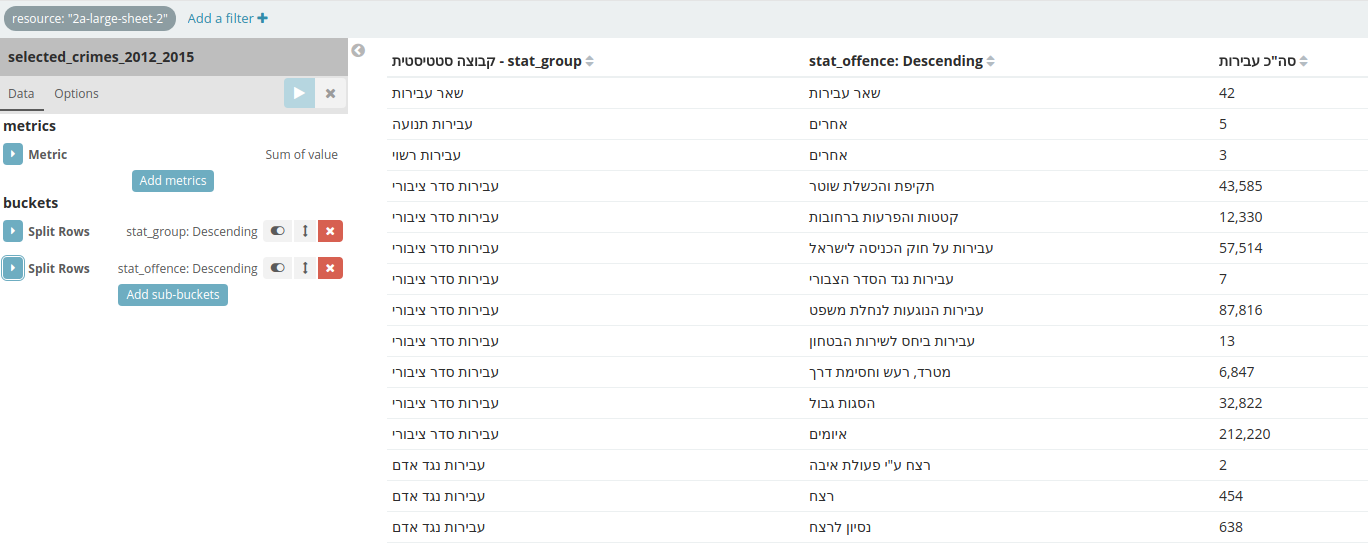 resource: "2a-large-sheet-2" Add a filter +
selected_crimes_2012_2015
Data Options
metrics
Metric Sum of value
Add metrics
buckets
Split Rows stat_group: Descending
Split Rows stat_offence: Descending
Add sub-buckets
קבוצה סטטיסטית - stat_group stat_offence: Descending סה"כ עבירות
שאר עבירות שאר עבירות 42
עבירות תנועה אחרים 5
עבירות רשוי אחרים 3
עבירות סדר ציבורי תקיפת והכשלת שוטר 43,585
עבירות סדר ציבורי קטטות והפרעות ברחובות 12,330
עבירות סדר ציבורי עבירות על חוק הכניסה לישראל 57,514
עבירות סדר ציבורי עבירות נגד הסדר הצבורי 7
עבירות סדר ציבורי עבירות הנוגעות לנחלת משפט 87,816
עבירות סדר ציבורי עבירות ביחס לשירות הבטחון 13
עבירות סדר ציבורי מטרד, רעש וחסימת דרך 6,847
עבירות סדר ציבורי הסגות גבול 32,822
עבירות סדר ציבורי איומים 212,220
עבירות נגד אדם רצח ע"י פעולת איבה 2
עבירות נגד אדם רצח 454
עבירות נגד אדם נסיון לרצח 638